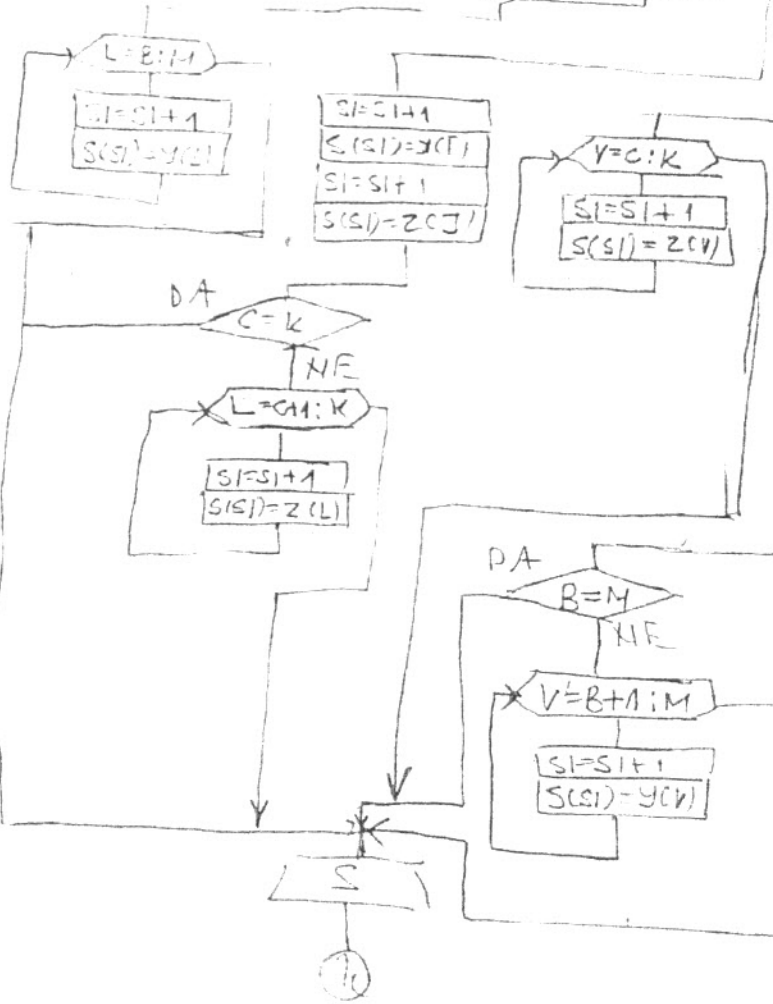 L=B:M
SI=SI+1
S(SI)=Y(L)
SI=SI+1
S(SI)=Y(I)
SI=SI+1
S(SI)=Z(J)
V=C:K
SI=SI+1
S(SI)=Z(V)
DA
C=K
NE
L=C+1:K
SI=SI+1
S(SI)=Z(L)
DA
B=M
NE
V=B+1:M
SI=SI+1
S(SI)=Y(V)
S